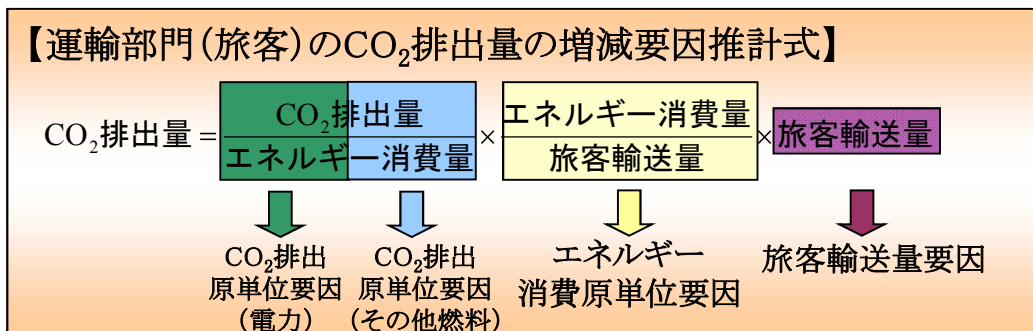 【運輸部門(旅客)のCO₂排出量の増減要因推計式】
CO₂排出量=CO₂排出量/エネルギー消費量×エネルギー消費量/旅客輸送量×旅客輸送量
CO₂排出
原単位要因
(電力)
CO₂排出
原単位要因
(その他燃料)
エネルギー
消費原単位要因
旅客輸送量要因